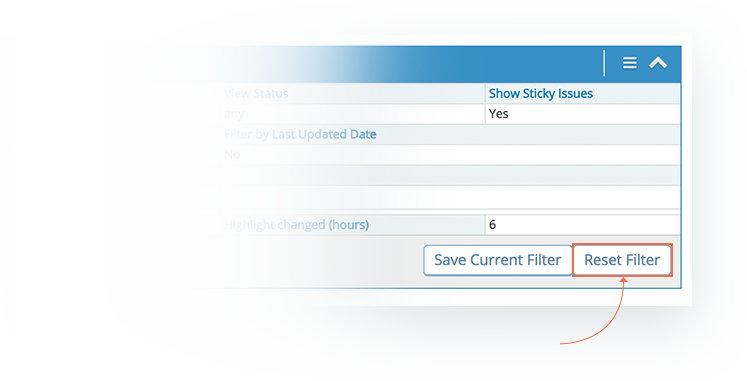 View Status Show Sticky Issues
any Yes
Filter by Last Updated Date
No
Highlight changed (hours) 6
Save Current Filter Reset Filter